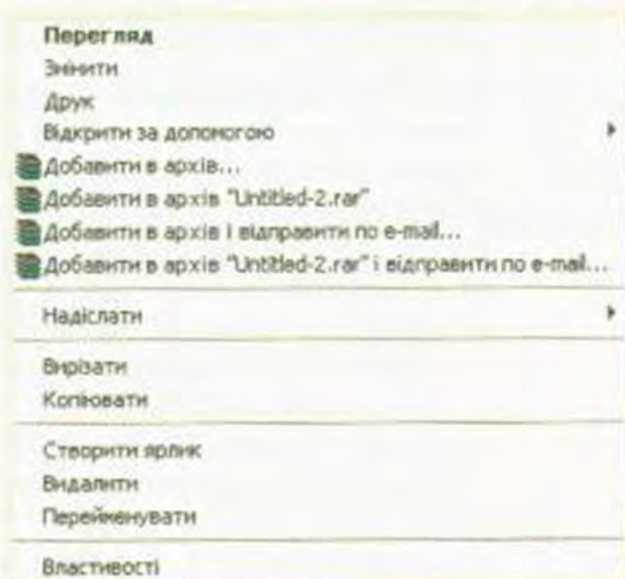 Перегляд
Змінити
Друк
Відкрити за допомогою
Добавити в архів...
Добавити в архів "Untitled-2.rar"
Добавити в архів і відправити по e-mail...
Добавити в архів "Untitled-2.rar" і відправити по e-mail...
Надіслати
Вирізати
Копіювати
Створити ярлик
Видалити
Перейменувати
Властивості